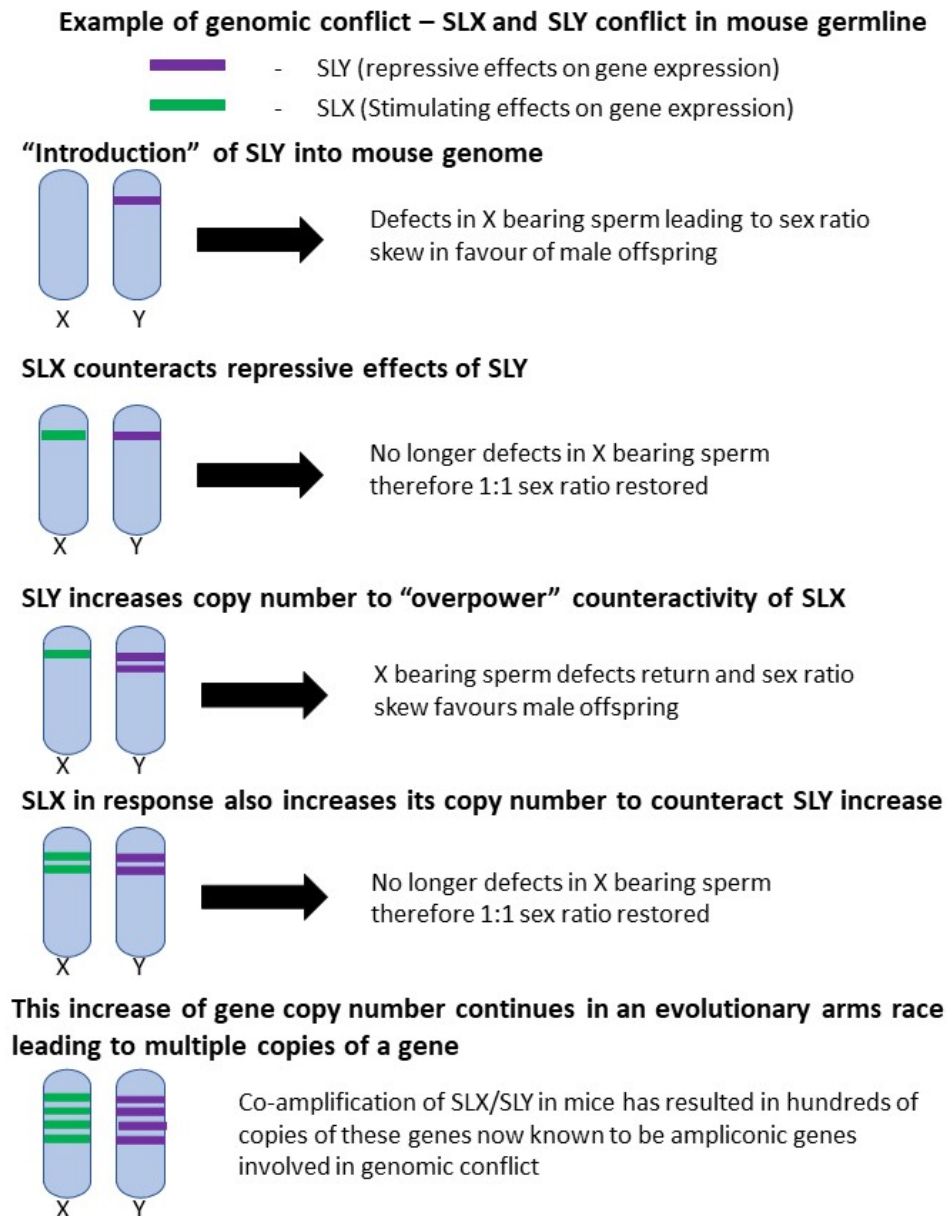 Example of genomic conflict – SLX and SLY conflict in mouse germline
- SLY (repressive effects on gene expression)
- SLX (Stimulating effects on gene expression)
“Introduction” of SLY into mouse genome
Defects in X bearing sperm leading to sex ratio
skew in favour of male offspring
X Y
SLX counteracts repressive effects of SLY
No longer defects in X bearing sperm
therefore 1:1 sex ratio restored
X Y
SLY increases copy number to “overpower” counteractivity of SLX
X bearing sperm defects return and sex ratio
skew favours male offspring
X Y
SLX in response also increases its copy number to counteract SLY increase
No longer defects in X bearing sperm
therefore 1:1 sex ratio restored
X Y
This increase of gene copy number continues in an evolutionary arms race
leading to multiple copies of a gene
Co-amplification of SLX/SLY in mice has resulted in hundreds of
copies of these genes now known to be ampliconic genes
involved in genomic conflict
X Y